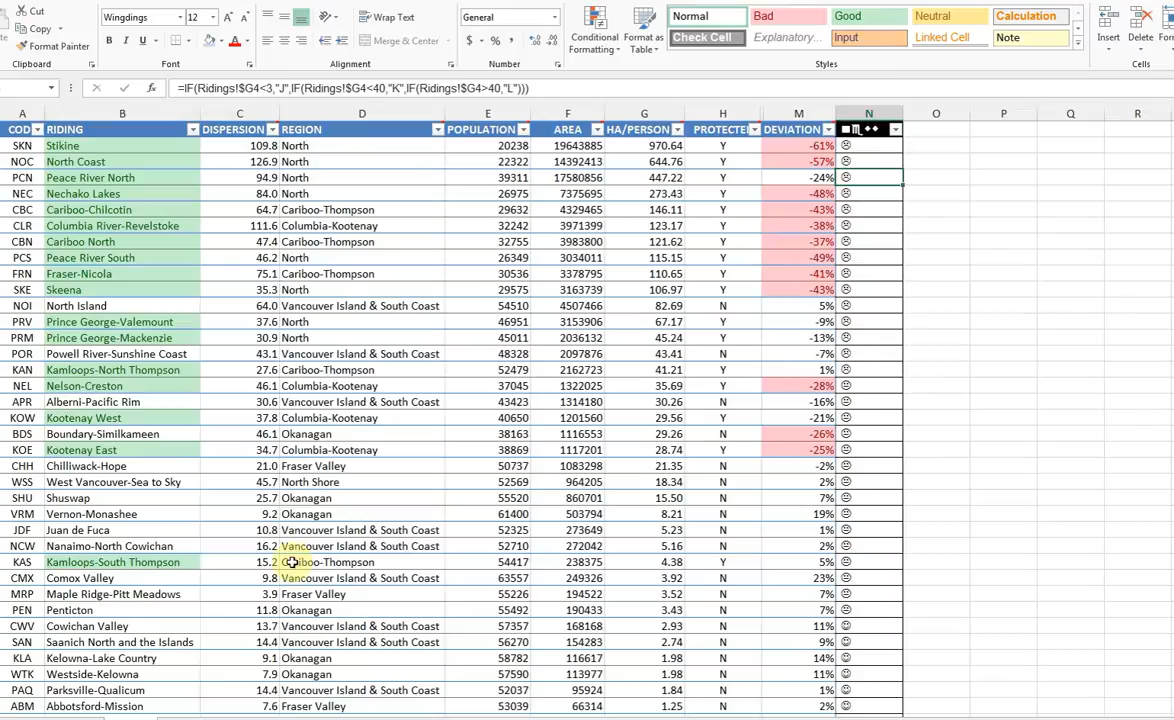 Cut
Copy
Format Painter
Clipboard
Wingdings 12 A A
B I U A
Font
Wrap Text
Merge & Center
Alignment
General
$ % ,
Number
Conditional Formatting
Format as Table
Normal Bad Good Neutral Calculation
Check Cell Explanatory... Input Linked Cell Note
Styles
Insert Delete
Cells
fx =IF(Ridings!$G4<3,"J",IF(Ridings!$G4<40,"K",IF(Ridings!$G4>40,"L")))
A B C D E F G H M N O P Q R
COD RIDING DISPERSION REGION POPULATION AREA HA/PERSON PROTECTE DEVIATION
SKN Stikine 109.8 North 20238 19643885 970.64 Y -61% ☹
NOC North Coast 126.9 North 22322 14392413 644.76 Y -57% ☹
PCN Peace River North 94.9 North 39311 17580856 447.22 Y -24% ☹
NEC Nechako Lakes 84.0 North 26975 7375695 273.43 Y -48% ☹
CBC Cariboo-Chilcotin 64.7 Cariboo-Thompson 29632 4329465 146.11 Y -43% ☹
CLR Columbia River-Revelstoke 111.6 Columbia-Kootenay 32242 3971399 123.17 Y -38% ☹
CBN Cariboo North 47.4 Cariboo-Thompson 32755 3983800 121.62 Y -37% ☹
PCS Peace River South 46.2 North 26349 3034011 115.15 Y -49% ☹
FRN Fraser-Nicola 75.1 Cariboo-Thompson 30536 3378795 110.65 Y -41% ☹
SKE Skeena 35.3 North 29575 3163739 106.97 Y -43% ☹
NOI North Island 64.0 Vancouver Island & South Coast 54510 4507466 82.69 N 5% ☹
PRV Prince George-Valemount 37.6 North 46951 3153906 67.17 Y -9% ☹
PRM Prince George-Mackenzie 30.9 North 45011 2036132 45.24 Y -13% ☹
POR Powell River-Sunshine Coast 43.1 Vancouver Island & South Coast 48328 2097876 43.41 N -7% ☹
KAN Kamloops-North Thompson 27.6 Cariboo-Thompson 52479 2162723 41.21 Y 1% ☹
NEL Nelson-Creston 46.1 Columbia-Kootenay 37045 1322025 35.69 Y -28% 😐
APR Alberni-Pacific Rim 30.6 Vancouver Island & South Coast 43423 1314160 30.26 N -16% 😐
KOW Kootenay West 37.8 Columbia-Kootenay 40650 1201560 29.56 Y -21% 😐
BDS Boundary-Similkameen 46.1 Okanagan 38163 1116553 29.26 N -26% 😐
KOE Kootenay East 34.7 Columbia-Kootenay 38869 1117201 28.74 Y -25% 😐
CHH Chilliwack-Hope 21.0 Fraser Valley 50737 1083298 21.35 N -2% 😐
WSS West Vancouver-Sea to Sky 45.7 North Shore 52569 964205 18.34 N 2% 😐
SHU Shuswap 25.7 Okanagan 55520 860701 15.50 N 7% 😐
VRM Vernon-Monashee 9.2 Okanagan 61400 503794 8.21 N 19% 😐
JDF Juan de Fuca 10.8 Vancouver Island & South Coast 52325 273649 5.23 N 1% 😐
NCW Nanaimo-North Cowichan 16.2 Vancouver Island & South Coast 52710 272042 5.16 N 2% 😐
KAS Kamloops-South Thompson 15.2 Cariboo-Thompson 54417 238375 4.38 Y 5% 😐
CMX Comox Valley 9.8 Vancouver Island & South Coast 63557 249326 3.92 N 23% 😐
MRP Maple Ridge-Pitt Meadows 3.9 Fraser Valley 55226 194522 3.52 N 7% 😐
PEN Penticton 11.8 Okanagan 55492 190433 3.43 N 7% 😐
CWV Cowichan Valley 13.7 Vancouver Island & South Coast 57357 168168 2.93 N 11% ☺
SAN Saanich North and the Islands 14.4 Vancouver Island & South Coast 56270 154283 2.74 N 9% ☺
KLA Kelowna-Lake Country 9.1 Okanagan 58782 116617 1.98 N 14% ☺
WTK Westside-Kelowna 7.9 Okanagan 57590 113977 1.98 N 11% ☺
PAQ Parksville-Qualicum 14.4 Vancouver Island & South Coast 52037 95924 1.84 N 1% ☺
ABM Abbotsford-Mission 7.6 Fraser Valley 53039 66314 1.25 N 2% ☺